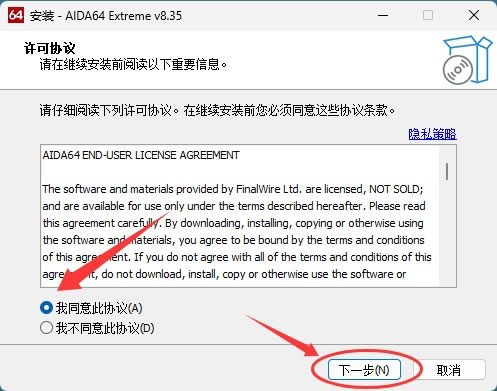 64 安装 - AIDA64 Extreme v8.35
许可协议
请在继续安装前阅读以下重要信息。
请仔细阅读下列许可协议。在继续安装前您必须同意这些协议条款。
隐私策略
AIDA64 END-USER LICENSE AGREEMENT
The software and materials provided by FinalWire Ltd. are licensed, NOT SOLD;
and are available for use only under the terms described hereafter. Please read
this agreement carefully. By downloading, installing, copying or otherwise using
the software and materials, you agree to be bound by the terms and conditions
of this agreement. If you do not agree with all of the terms and conditions of this
agreement, do not download, install, copy or otherwise use the software or
我同意此协议(A)
我不同意此协议(D)
下一步(N)
取消